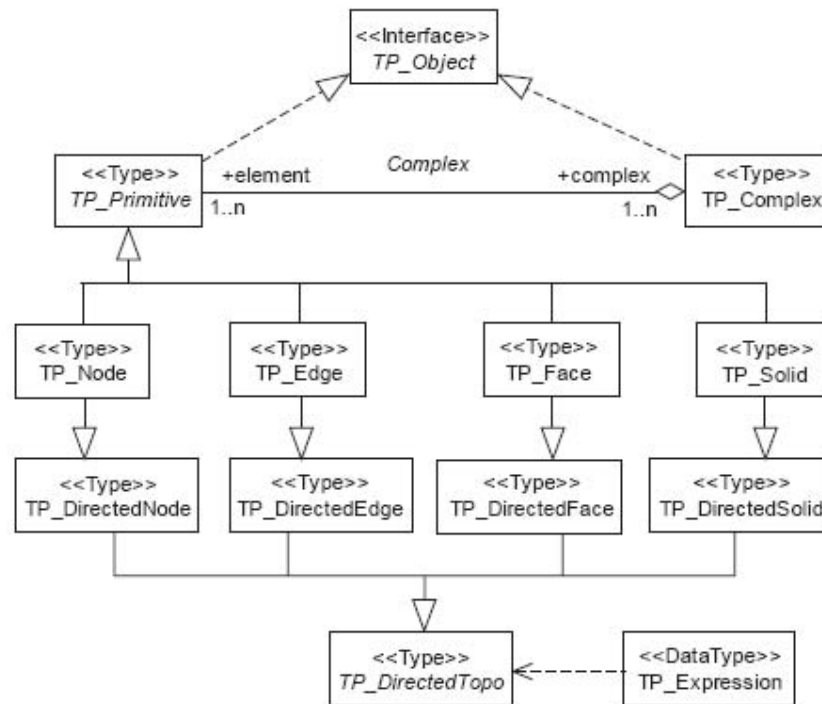 <<Interface>>
TP_Object
<<Type>>
TP_Primitive
+element
Complex
+complex
1..n
1..n
<<Type>>
TP_Complex
<<Type>>
TP_Node
<<Type>>
TP_Edge
<<Type>>
TP_Face
<<Type>>
TP_Solid
<<Type>>
TP_DirectedNode
<<Type>>
TP_DirectedEdge
<<Type>>
TP_DirectedFace
<<Type>>
TP_DirectedSolid
<<Type>>
TP_DirectedTopo
<<DataType>>
TP_Expression